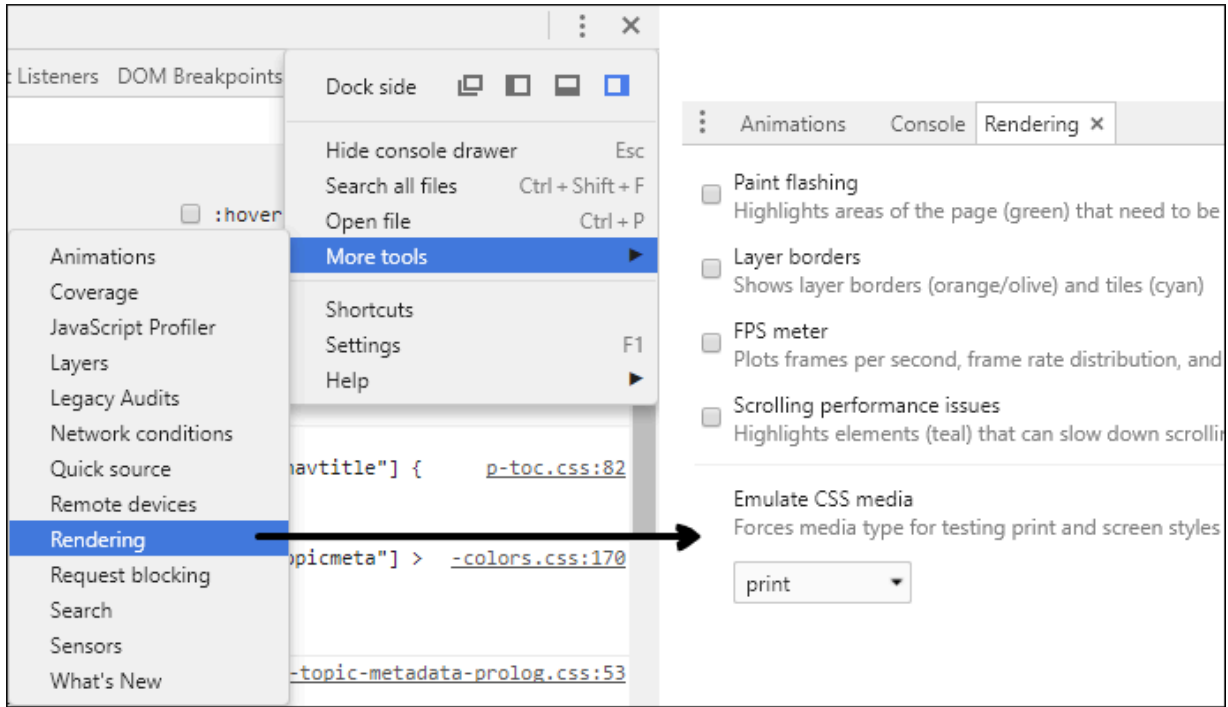 t Listeners DOM Breakpoints
:hover
Dock side
Hide console drawer Esc
Search all files Ctrl + Shift + F
Open file Ctrl + P
More tools
Shortcuts
Settings F1
Help
Animations
Coverage
JavaScript Profiler
Layers
Legacy Audits
Network conditions
Quick source
Remote devices
Rendering
Request blocking
Search
Sensors
What's New
navtitle"] { p-toc.css:82
opicmeta"] > -colors.css:170
-topic-metadata-prolog.css:53
Animations Console Rendering ×
Paint flashing
Highlights areas of the page (green) that need to be
Layer borders
Shows layer borders (orange/olive) and tiles (cyan)
FPS meter
Plots frames per second, frame rate distribution, and
Scrolling performance issues
Highlights elements (teal) that can slow down scrollin
Emulate CSS media
Forces media type for testing print and screen styles
print